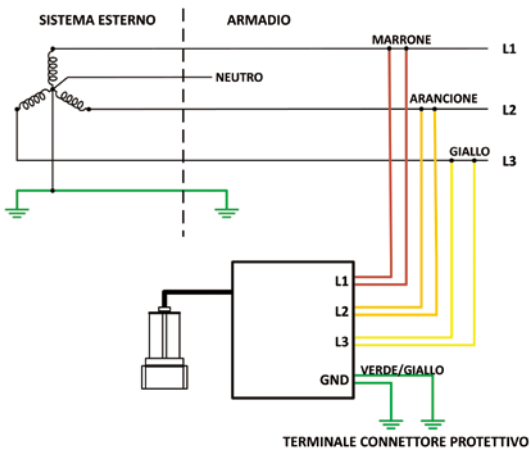 SISTEMA ESTERNO
ARMADIO
MARRONE
L1
NEUTRO
ARANCIONE
L2
GIALLO
L3
L1
L2
L3
VERDE/GIALLO
GND
TERMINALE CONNETTORE PROTETTIVO